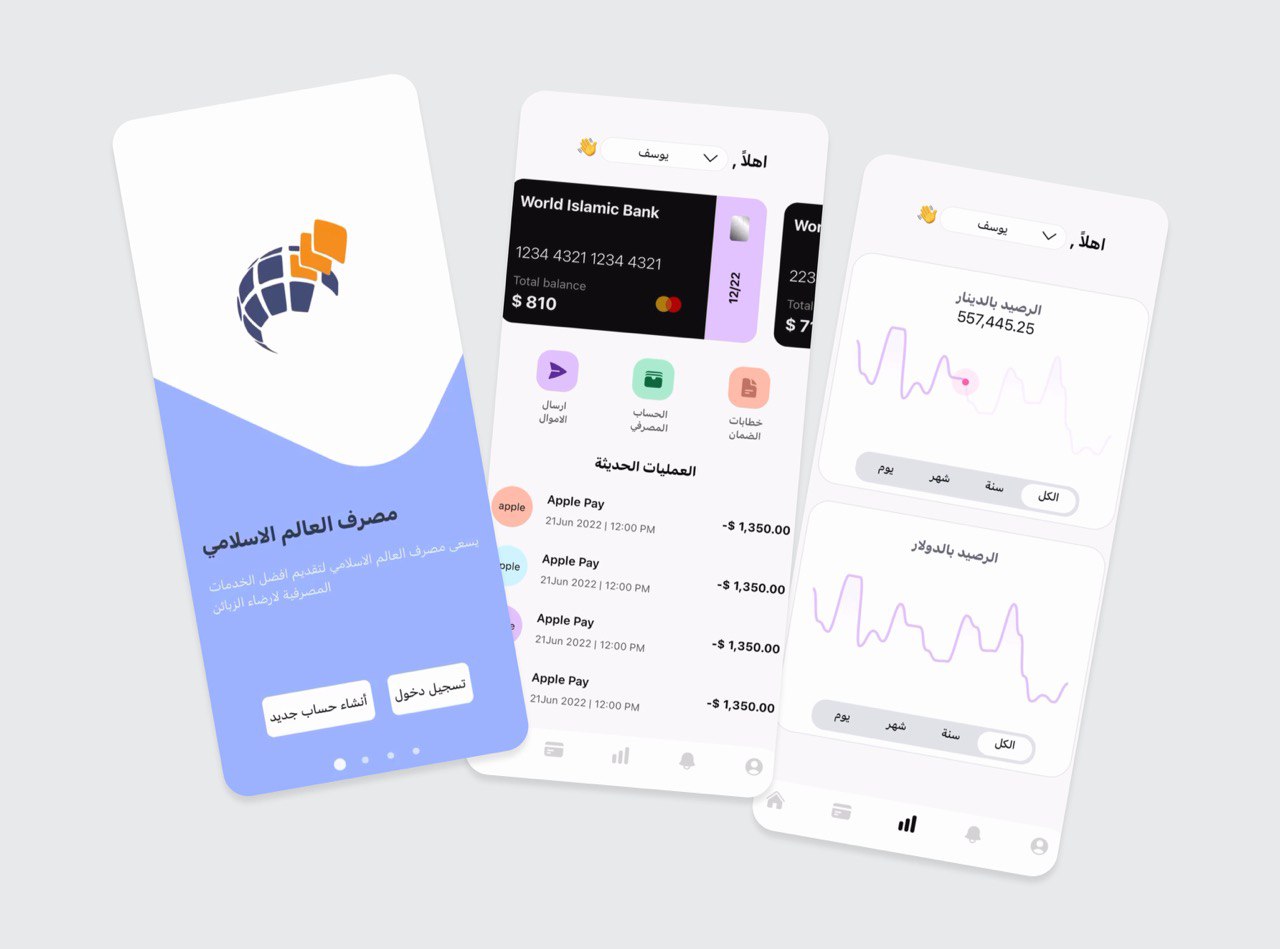 مصرف العالم الاسلامي
يسعى مصرف العالم الاسلامي لتقديم افضل الخدمات
المصرفية لارضاء الزبائن
تسجيل دخول
أنشاء حساب جديد
اهلاً ,
يوسف
World Islamic Bank
1234 4321 1234 4321
Total balance
$ 810
12/22
223
$ 7
ارسال
الاموال
الحساب
المصرفي
خطابات
الضمان
العمليات الحديثة
apple
Apple Pay
21Jun 2022 | 12:00 PM
-$ 1,350.00
Apple Pay
21Jun 2022 | 12:00 PM
-$ 1,350.00
Apple Pay
21Jun 2022 | 12:00 PM
-$ 1,350.00
Apple Pay
21Jun 2022 | 12:00 PM
-$ 1,350.00
اهلاً ,
يوسف
الرصيد بالدينار
557,445.25
الكل سنة شهر يوم
الرصيد بالدولار
الكل سنة شهر يوم